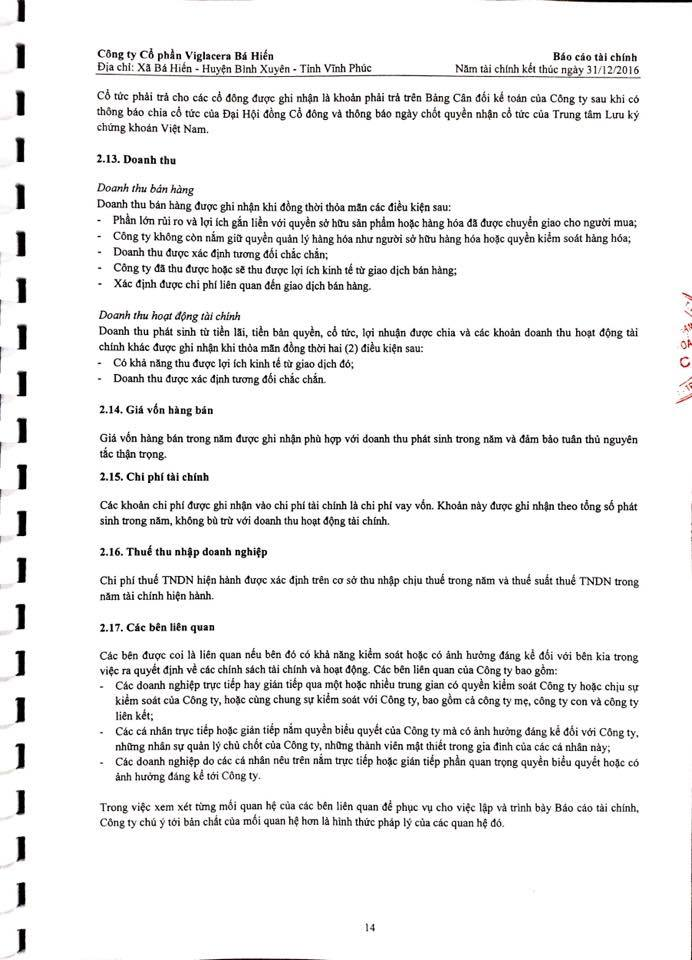 Công ty Cổ phần Viglacera Bá Hiến
Báo cáo tài chính
Địa chỉ: Xã Bá Hiến - Huyện Bình Xuyên - Tỉnh Vĩnh Phúc
Năm tài chính kết thúc ngày 31/12/2016
Cổ tức phải trả cho các cổ đông được ghi nhận là khoản phải trả trên Bảng Cân đối kế toán của Công ty sau khi có
thông báo chia cổ tức của Đại Hội đồng Cổ đông và thông báo ngày chốt quyền nhận cổ tức của Trung tâm Lưu ký
chứng khoán Việt Nam.
2.13. Doanh thu
Doanh thu bán hàng
Doanh thu bán hàng được ghi nhận khi đồng thời thỏa mãn các điều kiện sau:
- Phần lớn rủi ro và lợi ích gắn liền với quyền sở hữu sản phẩm hoặc hàng hóa đã được chuyển giao cho người mua;
- Công ty không còn nắm giữ quyền quản lý hàng hóa như người sở hữu hàng hóa hoặc quyền kiểm soát hàng hóa;
- Doanh thu được xác định tương đối chắc chắn;
- Công ty đã thu được hoặc sẽ thu được lợi ích kinh tế từ giao dịch bán hàng;
- Xác định được chi phí liên quan đến giao dịch bán hàng.
Doanh thu hoạt động tài chính
Doanh thu phát sinh từ tiền lãi, tiền bản quyền, cổ tức, lợi nhuận được chia và các khoản doanh thu hoạt động tài
chính khác được ghi nhận khi thỏa mãn đồng thời hai (2) điều kiện sau:
- Có khả năng thu được lợi ích kinh tế từ giao dịch đó;
- Doanh thu được xác định tương đối chắc chắn.
2.14. Giá vốn hàng bán
Giá vốn hàng bán trong năm được ghi nhận phù hợp với doanh thu phát sinh trong năm và đảm bảo tuân thủ nguyên
tắc thận trọng.
2.15. Chi phí tài chính
Các khoản chi phí được ghi nhận vào chi phí tài chính là chi phí vay vốn. Khoản này được ghi nhận theo tổng số phát
sinh trong năm, không bù trừ với doanh thu hoạt động tài chính.
2.16. Thuế thu nhập doanh nghiệp
Chi phí thuế TNDN hiện hành được xác định trên cơ sở thu nhập chịu thuế trong năm và thuế suất thuế TNDN trong
năm tài chính hiện hành.
2.17. Các bên liên quan
Các bên được coi là liên quan nếu bên đó có khả năng kiểm soát hoặc có ảnh hưởng đáng kể đối với bên kia trong
việc ra quyết định về các chính sách tài chính và hoạt động. Các bên liên quan của Công ty bao gồm:
- Các doanh nghiệp trực tiếp hay gián tiếp qua một hoặc nhiều trung gian có quyền kiểm soát Công ty hoặc chịu sự
kiểm soát của Công ty, hoặc cùng chung sự kiểm soát với Công ty, bao gồm cả công ty mẹ, công ty con và công ty
liên kết;
- Các cá nhân trực tiếp hoặc gián tiếp nắm quyền biểu quyết của Công ty mà có ảnh hưởng đáng kể đối với Công ty,
những nhân sự quản lý chủ chốt của Công ty, những thành viên mật thiết trong gia đình của các cá nhân này;
- Các doanh nghiệp do các cá nhân nêu trên nắm trực tiếp hoặc gián tiếp phần quan trọng quyền biểu quyết hoặc có
ảnh hưởng đáng kể tới Công ty.
Trong việc xem xét từng mối quan hệ của các bên liên quan để phục vụ cho việc lập và trình bày Báo cáo tài chính,
Công ty chú ý tới bản chất của mối quan hệ hơn là hình thức pháp lý của các quan hệ đó.
14